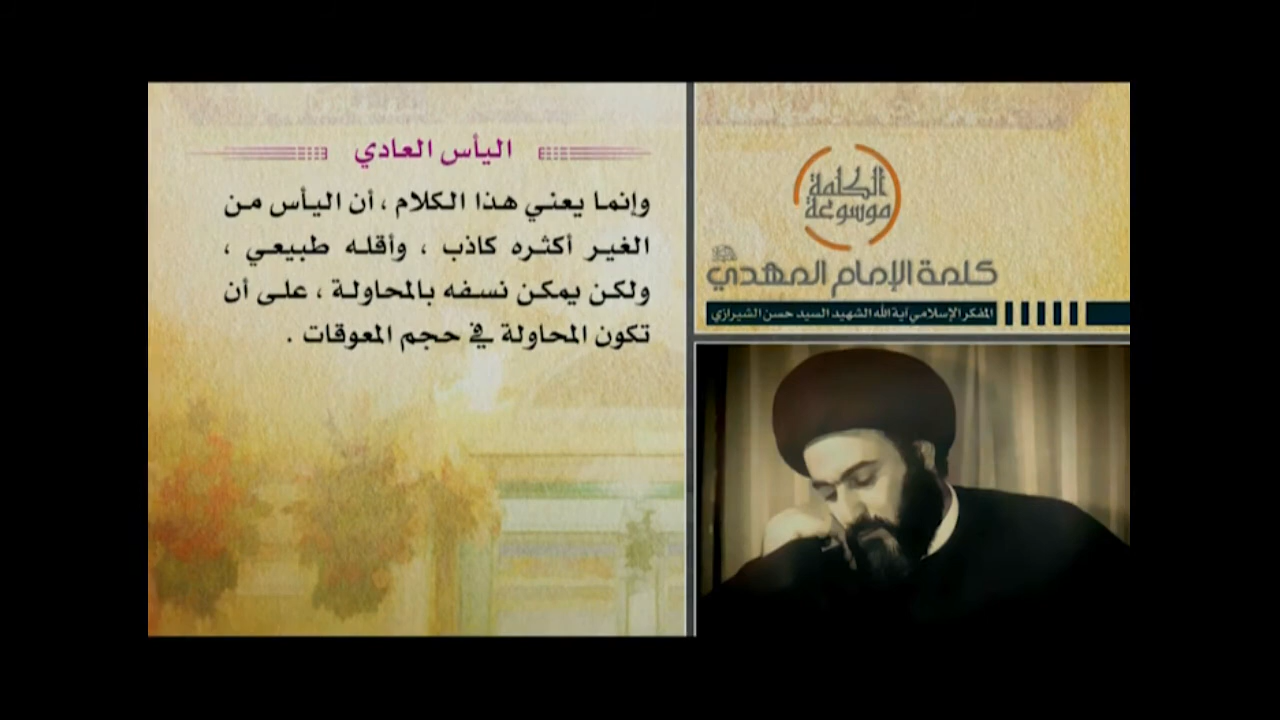 اليأس العادي
وإنما يعني هذا الكلام ، أن اليأس من
الغير أكثره كاذب ، وأقله طبيعي ،
ولكن يمكن نسفه بالمحاولة ، على أن
تكون المحاولة في حجم المعوقات .
الكلمة
موسوعة
كلمة الإمام المهدي
المفكر الإسلامي آية الله الشهيد السيد حسن الشيرازي